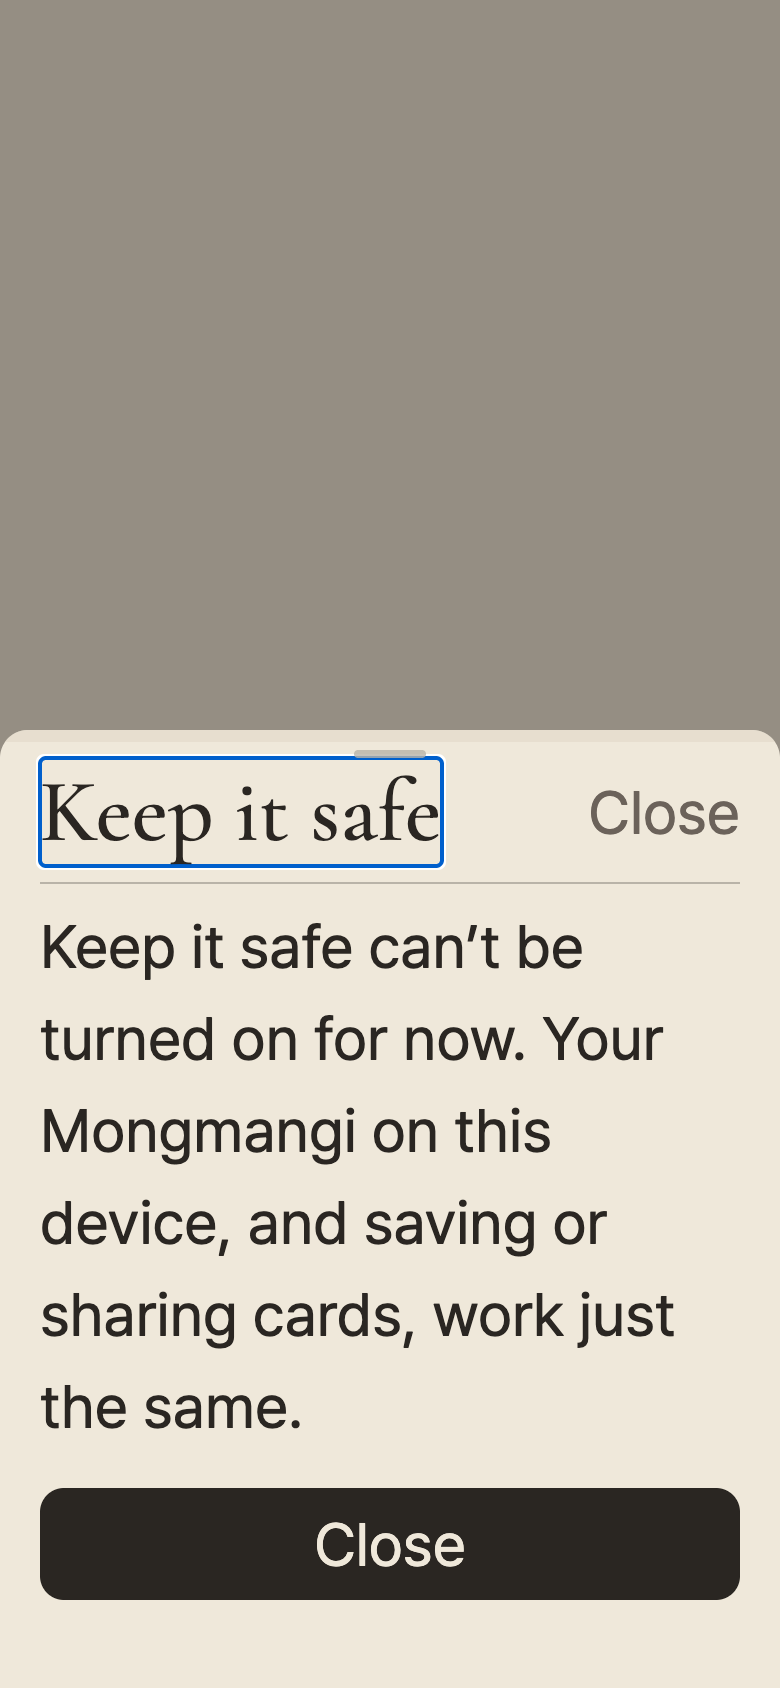 Keep it safe
Close
Keep it safe can’t be
turned on for now. Your
Mongmangi on this
device, and saving or
sharing cards, work just
the same.
Close